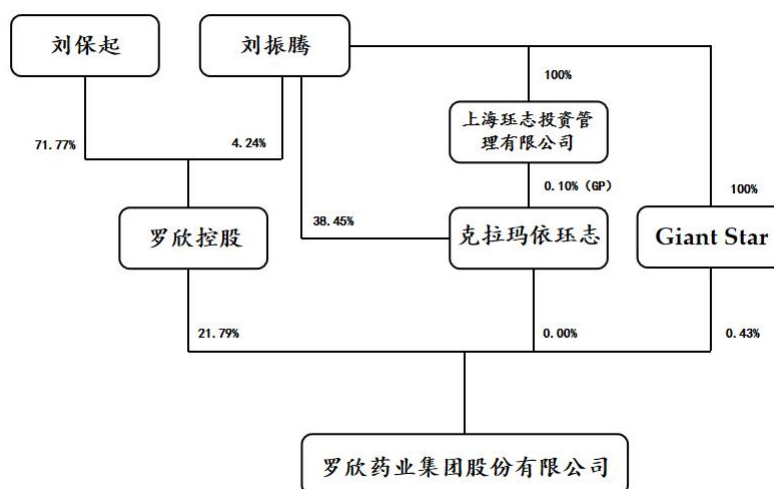 刘保起
刘振腾
100%
上海珏志投资管
理有限公司
71.77%
4.24%
0.10%（GP）
100%
38.45%
罗欣控股
克拉玛依珏志
Giant Star
21.79%
0.00%
0.43%
罗欣药业集团股份有限公司